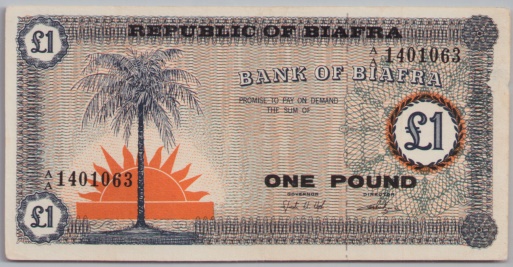 REPUBLIC OF BIAFRA
£1
A/A 1401063
BANK OF BIAFRA
PROMISE TO PAY ON DEMAND
THE SUM OF
£1
A/A 1401063
ONE POUND
GOVERNOR DIRECTOR
£1